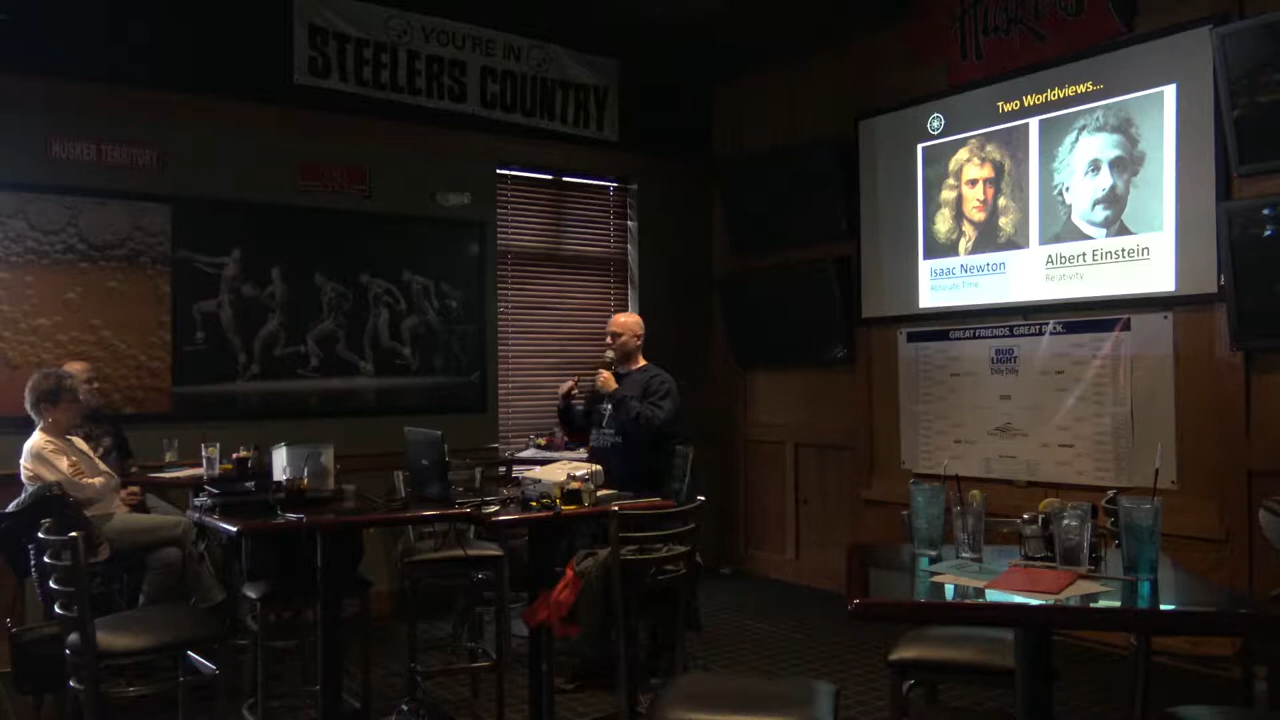 YOU'RE IN
STEELERS COUNTRY
HUSKER TERRITORY
Huskers
Two Worldviews...
Isaac Newton
Absolute Time
Albert Einstein
Relativity
GREAT FRIENDS. GREAT PICK.
BUD
LIGHT
Dilly Dilly